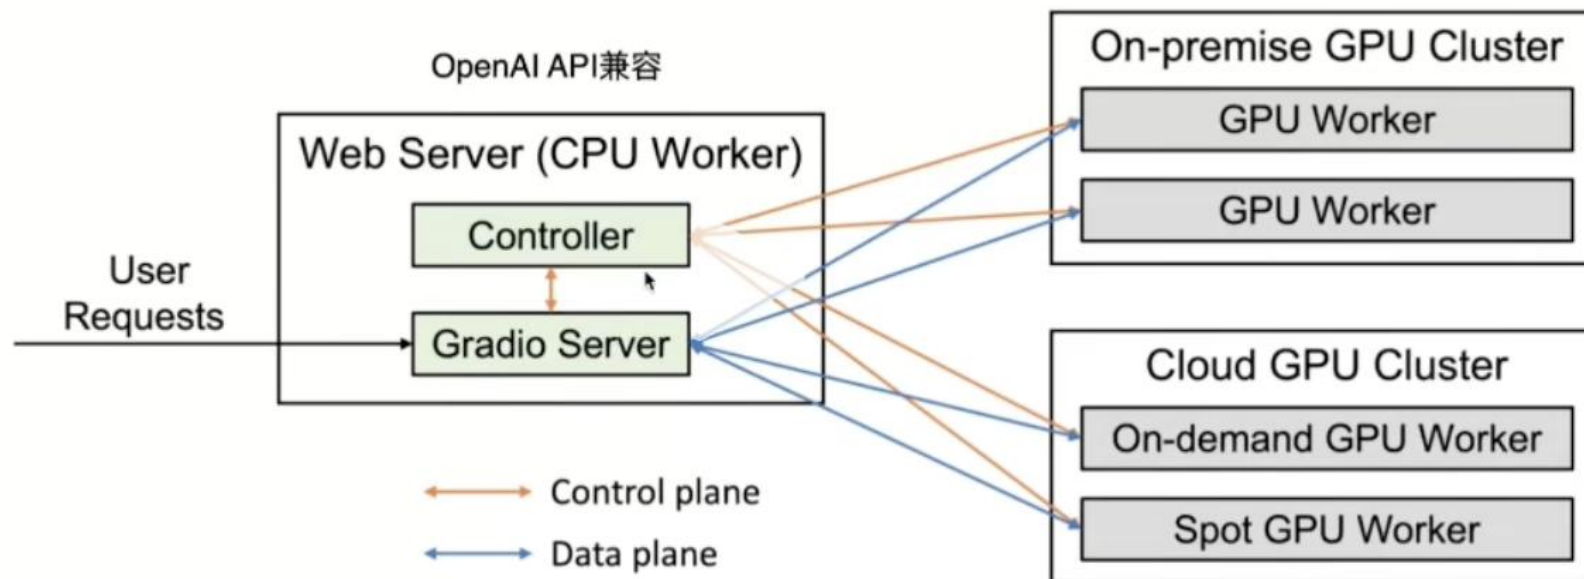 OpenAI API兼容
Web Server (CPU Worker)
Controller
Gradio Server
User
Requests
Control plane
Data plane
On-premise GPU Cluster
GPU Worker
GPU Worker
Cloud GPU Cluster
On-demand GPU Worker
Spot GPU Worker